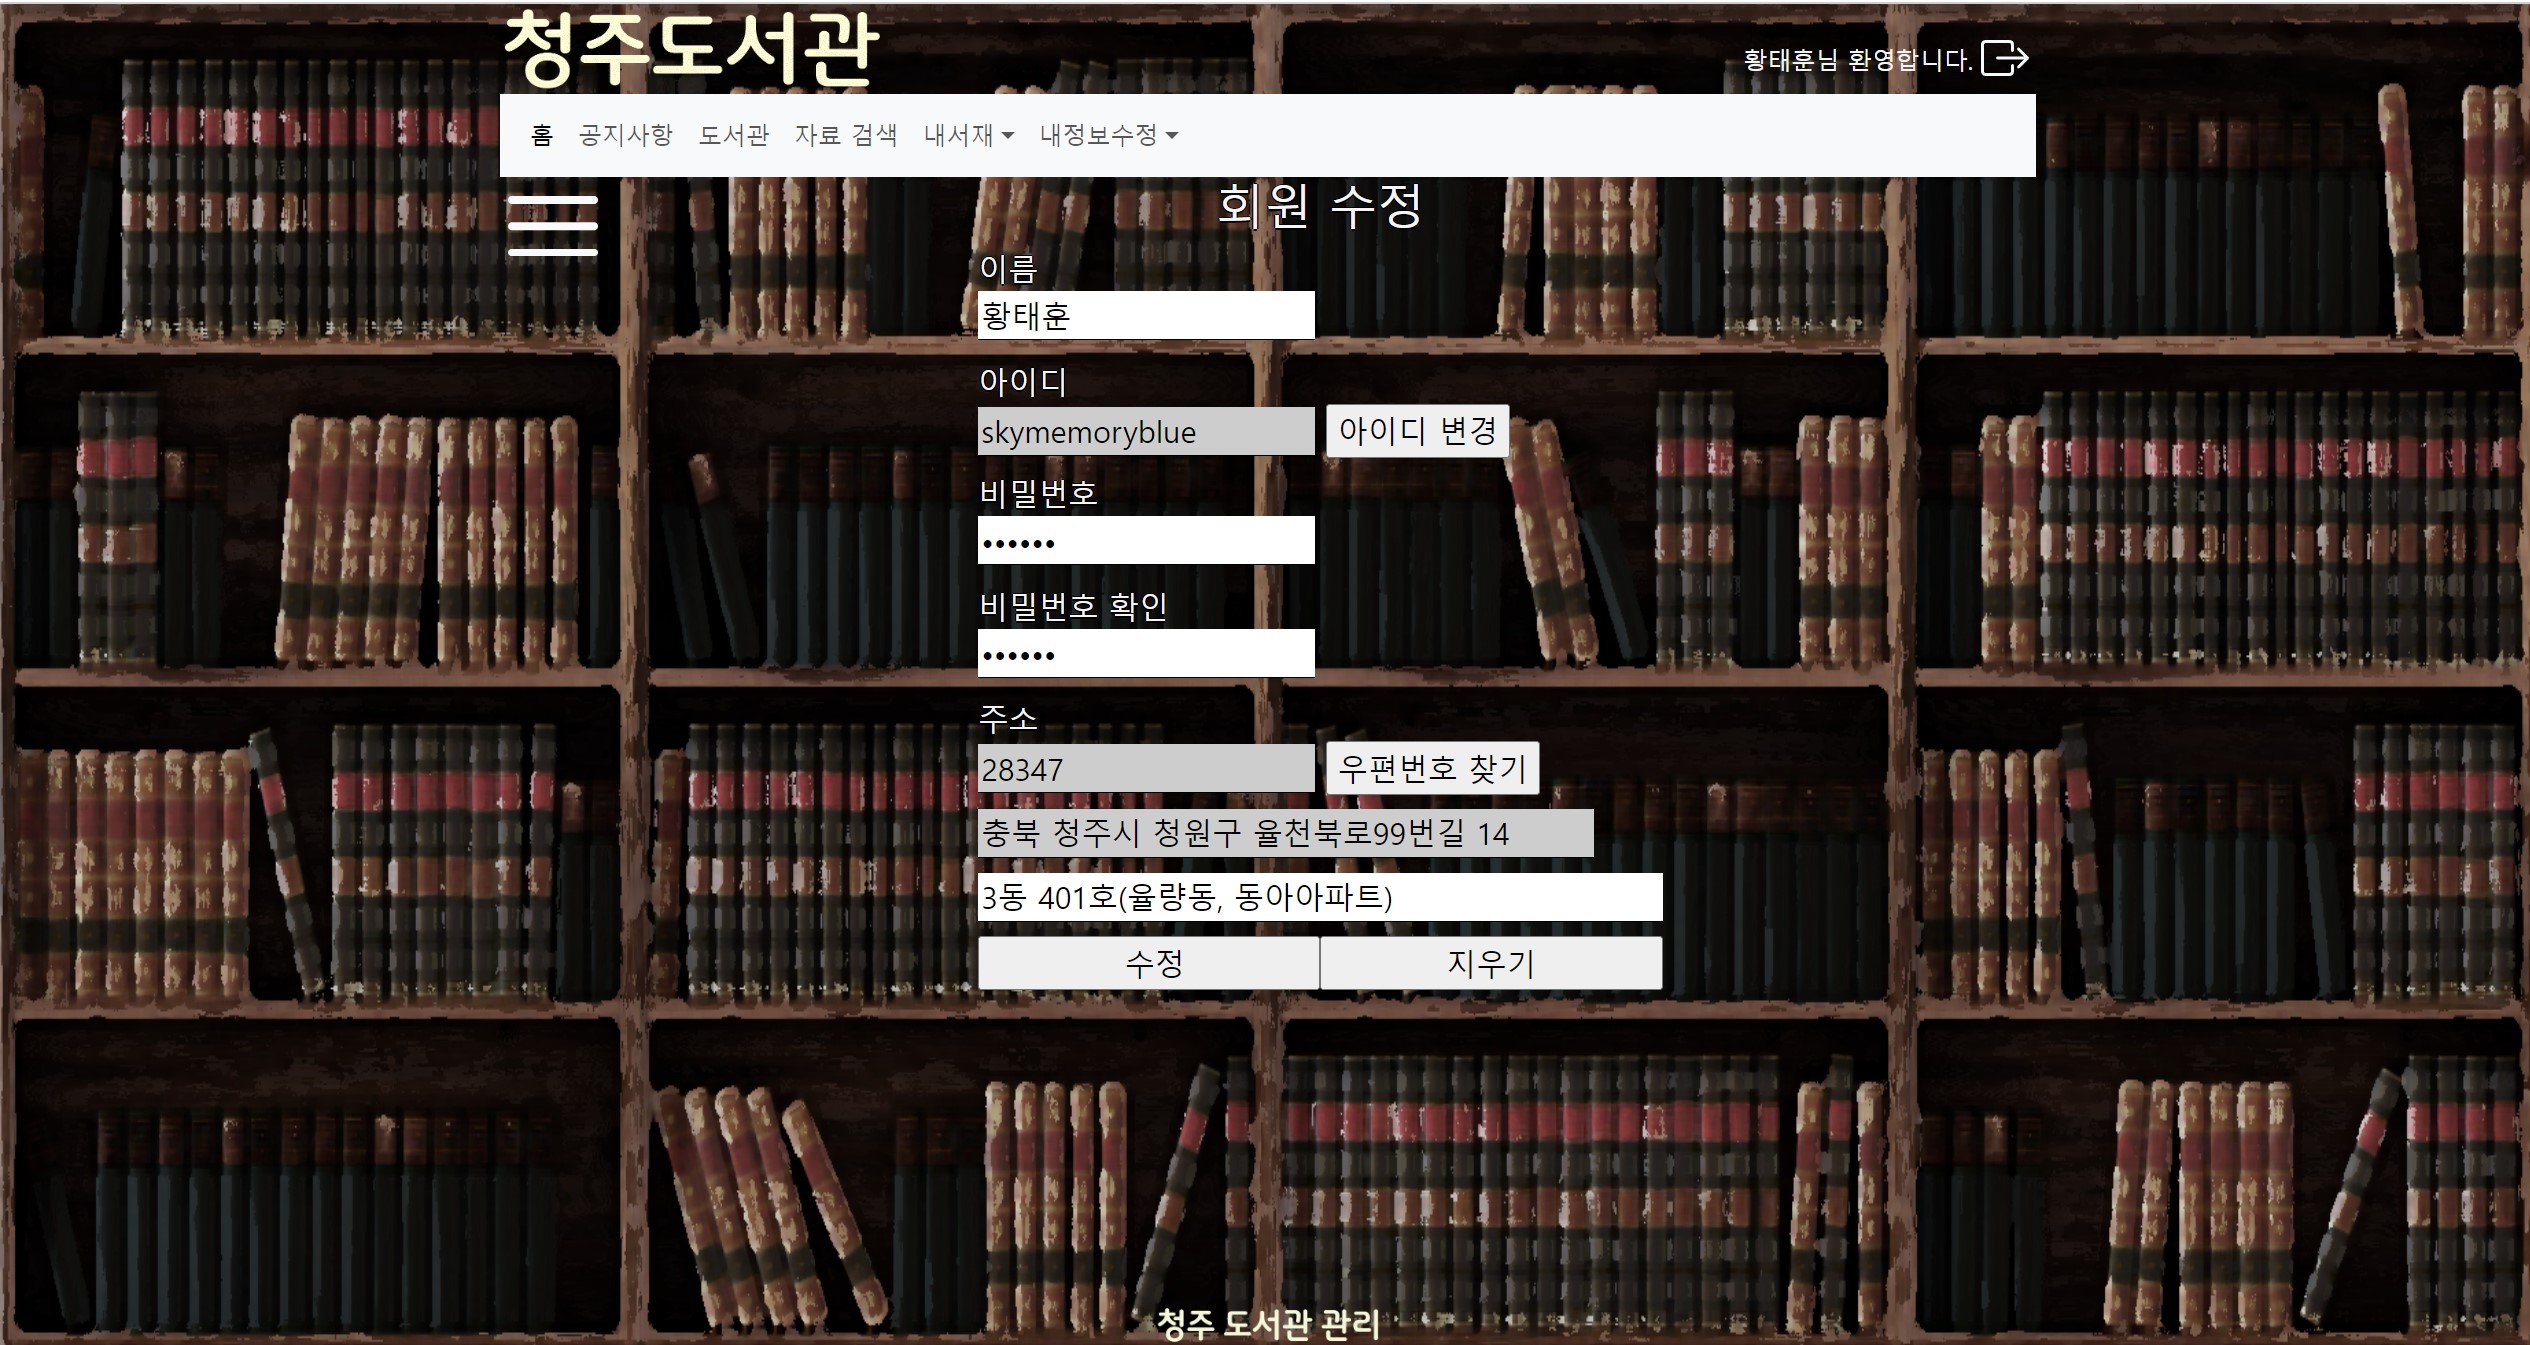 청주도서관
황태훈님 환영합니다.
홈 공지사항 도서관 자료 검색 내서재 내정보수정
회원 수정
이름
황태훈
아이디
skymemoryblue 아이디 변경
비밀번호
••••••
비밀번호 확인
••••••
주소
28347 우편번호 찾기
충북 청주시 청원구 율천북로99번길 14
3동 401호(율량동, 동아아파트)
수정 지우기
청주 도서관 관리